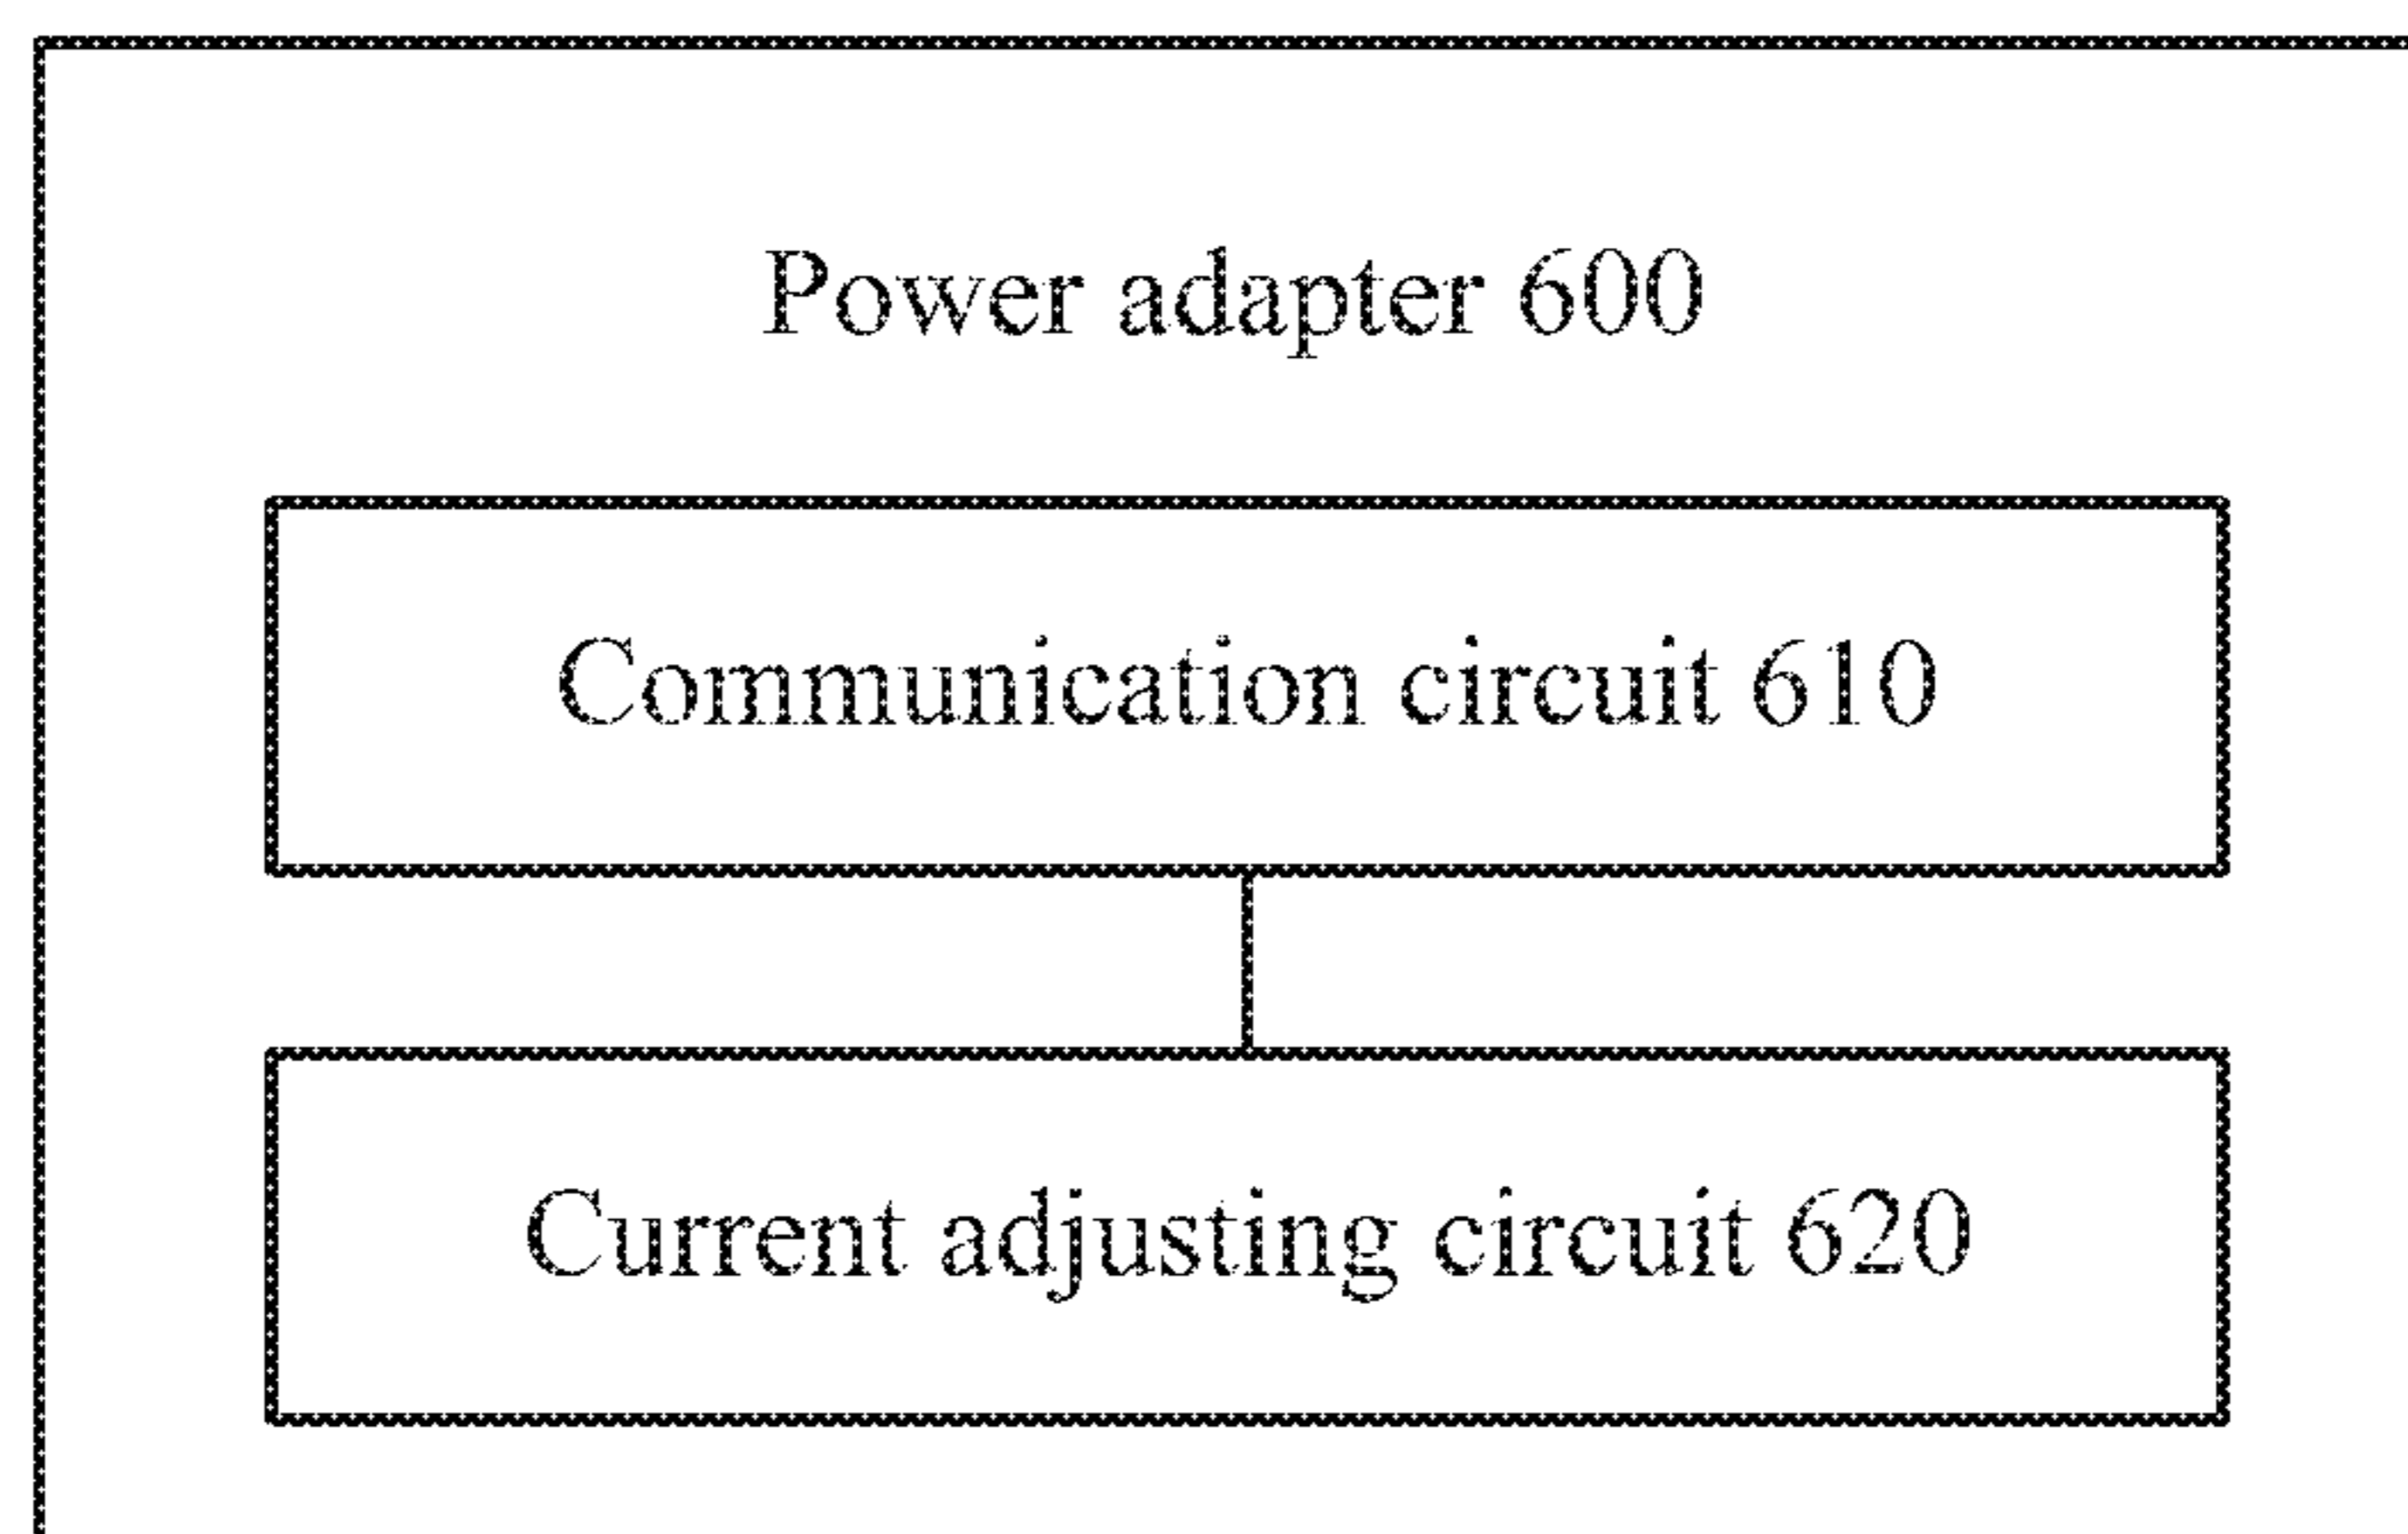 Power adapter 600
Communication circuit 610
Current adjusting circuit 620